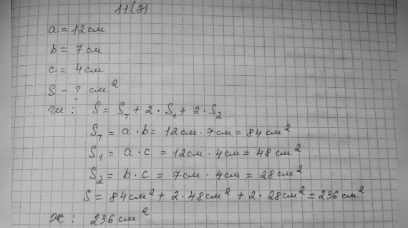 11(7)
a = 12 см
b = 7 см
c = 4 см
S - ? см²
S = S₇ + 2 · S₁ + 2 · S₂
S₇ = a · b = 12 см · 7 см = 84 см²
S₁ = a · c = 12 см · 4 см = 48 см²
S₂ = b · c = 7 см · 4 см = 28 см²
S = 84 см² + 2 · 48 см² + 2 · 28 см² = 236 см²
236 см²